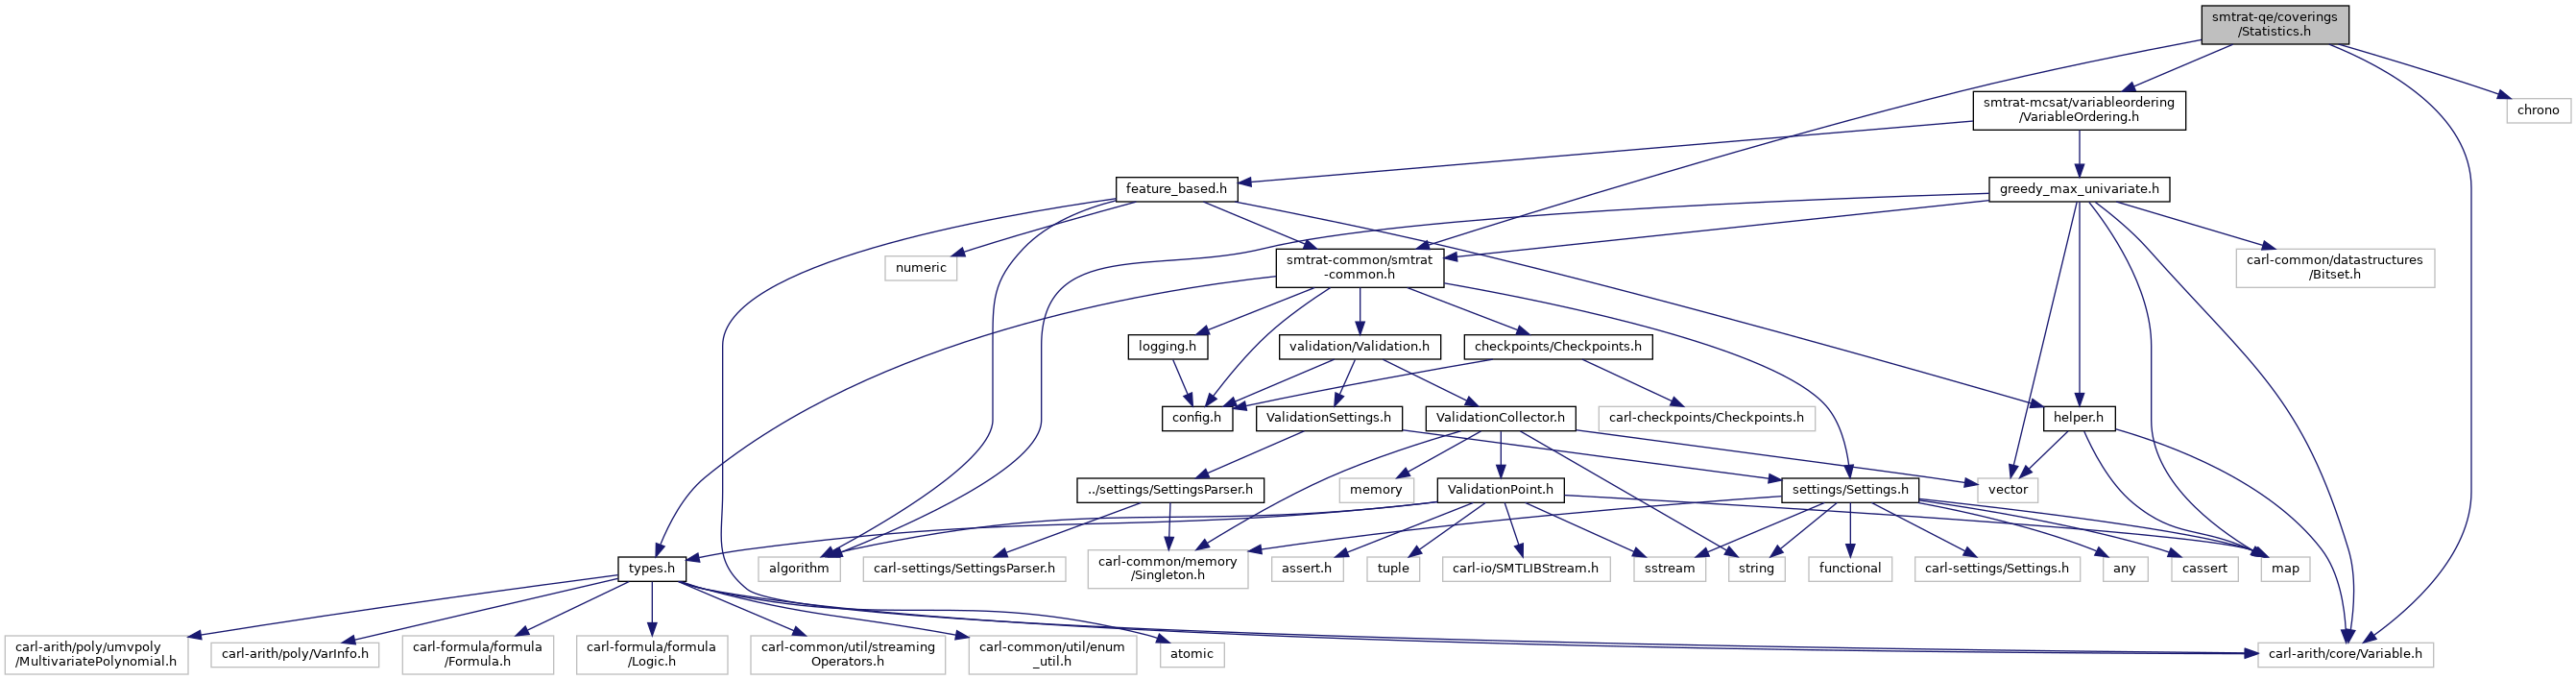 smtrat-qe/coverings
/Statistics.h
smtrat-mcsat/variableordering
/VariableOrdering.h
chrono
feature_based.h
greedy_max_univariate.h
numeric
smtrat-common/smtrat
-common.h
carl-common/datastructures
/Bitset.h
logging.h
validation/Validation.h
checkpoints/Checkpoints.h
config.h
ValidationSettings.h
ValidationCollector.h
carl-checkpoints/Checkpoints.h
helper.h
../settings/SettingsParser.h
memory
ValidationPoint.h
settings/Settings.h
vector
types.h
algorithm
carl-settings/SettingsParser.h
carl-common/memory
/Singleton.h
assert.h
tuple
carl-io/SMTLIBStream.h
sstream
string
functional
carl-settings/Settings.h
any
cassert
map
carl-arith/poly/umvpoly
/MultivariatePolynomial.h
carl-arith/poly/VarInfo.h
carl-formula/formula
/Formula.h
carl-formula/formula
/Logic.h
carl-common/util/streaming
Operators.h
carl-common/util/enum
_util.h
atomic
carl-arith/core/Variable.h